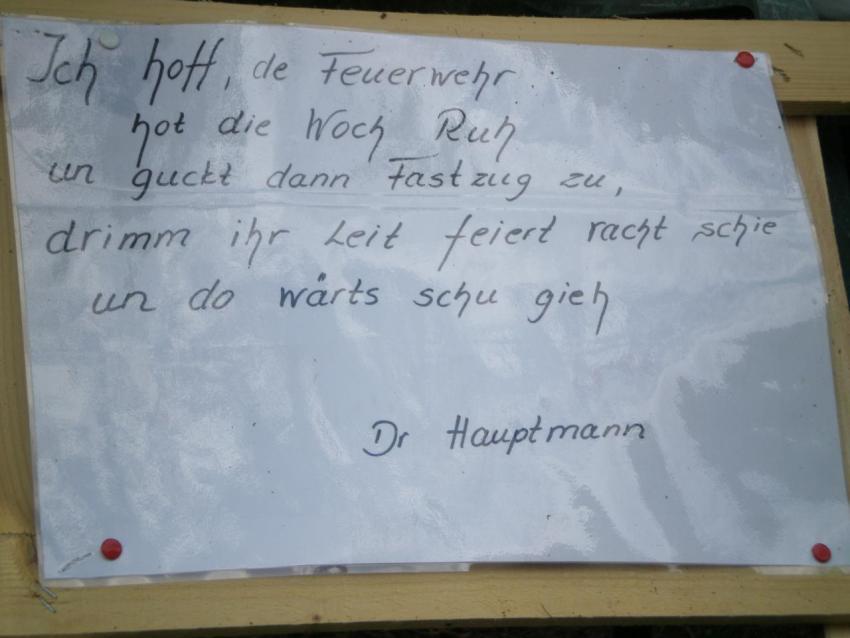 Ich hoff, de Feuerwehr
hot die Woch Ruh
un guckt dann Fastzug zu,
drimm ihr Leit feiert racht schie
un do wärts schu gieh
Dr Hauptmann